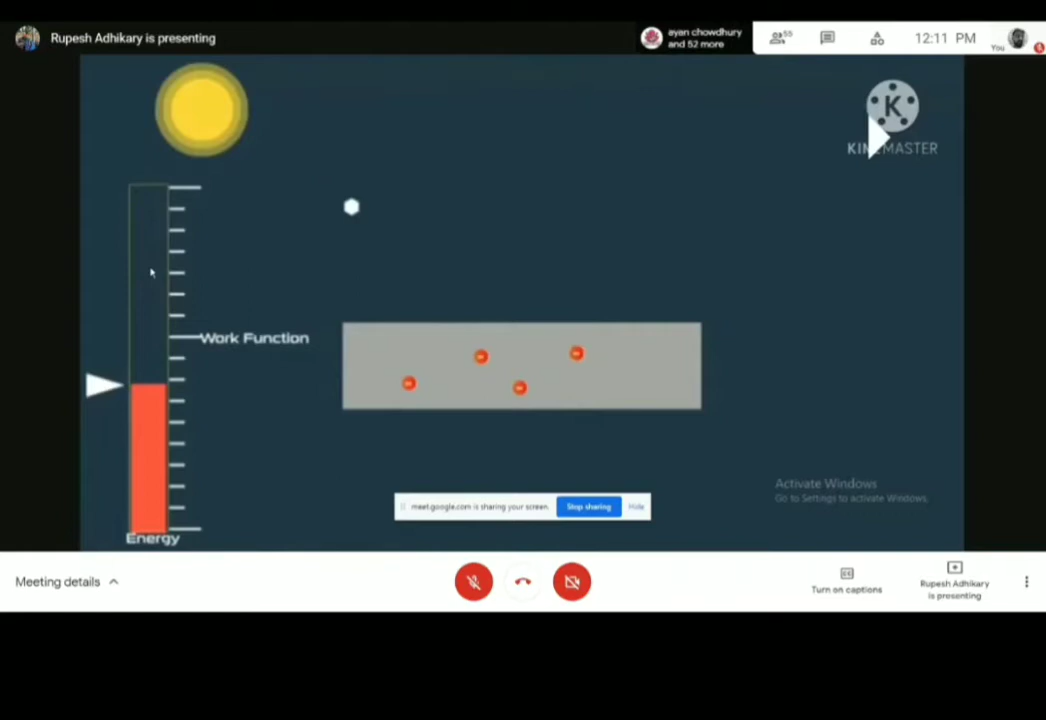 Rupesh Adhikary is presenting
ayan chowdhury
and 52 more
55
12:11 PM
You
K
KINEMASTER
Work Function
Energy
Activate Windows
Go to Settings to activate Windows.
meet.google.com is sharing your screen.
Stop sharing
Hide
Meeting details
Turn on captions
Rupesh Adhikary
is presenting